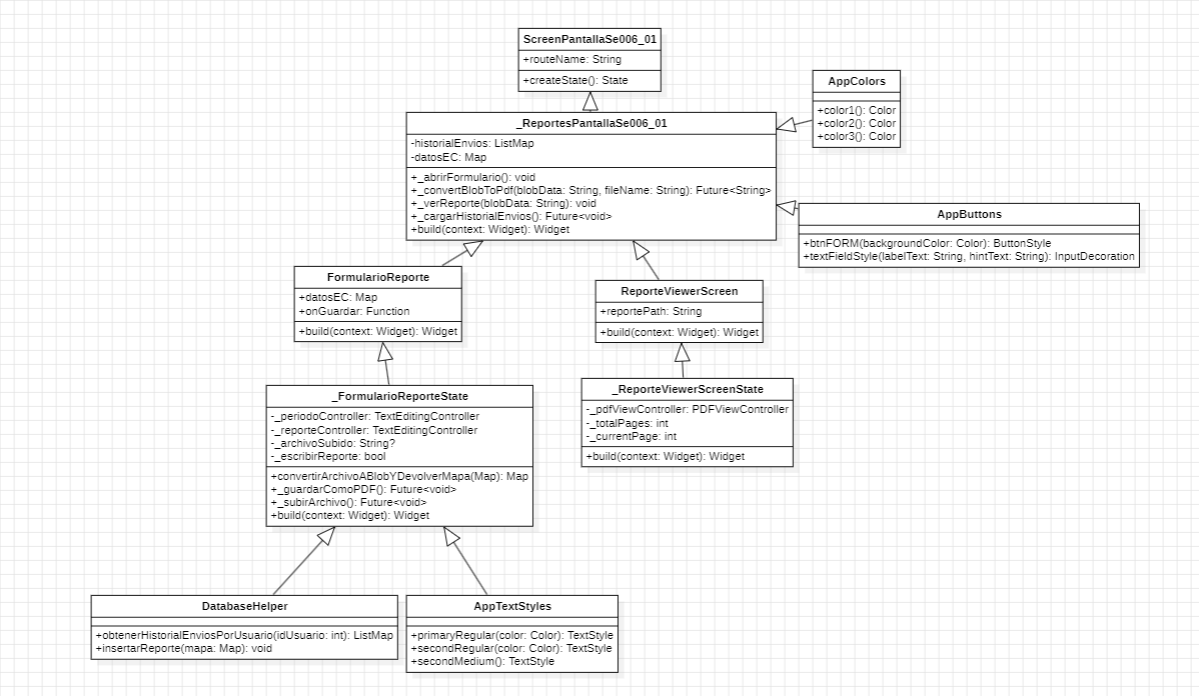 ScreenPantallaSe006_01
+routeName: String
+createState(): State
AppColors
+color1(): Color
+color2(): Color
+color3(): Color
_ReportesPantallaSe006_01
-historialEnvios: ListMap
-datosEC: Map
+_abrirFormulario(): void
+_convertBlobToPdf(blobData: String, fileName: String): Future<String>
+_verReporte(blobData: String): void
+_cargarHistorialEnvios(): Future<void>
+build(context: Widget): Widget
AppButtons
+btnFORM(backgroundColor: Color): ButtonStyle
+textFieldStyle(labelText: String, hintText: String): InputDecoration
FormularioReporte
+datosEC: Map
+onGuardar: Function
+build(context: Widget): Widget
ReporteViewerScreen
+reportePath: String
+build(context: Widget): Widget
_FormularioReporteState
-_periodoController: TextEditingController
-_reporteController: TextEditingController
-_archivoSubido: String?
-_escribirReporte: bool
+convertirArchivoABlobYDevolverMapa(Map): Map
+_guardarComoPDF(): Future<void>
+_subirArchivo(): Future<void>
+build(context: Widget): Widget
_ReporteViewerScreenState
-_pdfViewController: PDFViewController
-_totalPages: int
-_currentPage: int
+build(context: Widget): Widget
DatabaseHelper
+obtenerHistorialEnviosPorUsuario(idUsuario: int): ListMap
+insertarReporte(mapa: Map): void
AppTextStyles
+primaryRegular(color: Color): TextStyle
+secondRegular(color: Color): TextStyle
+secondMedium(): TextStyle